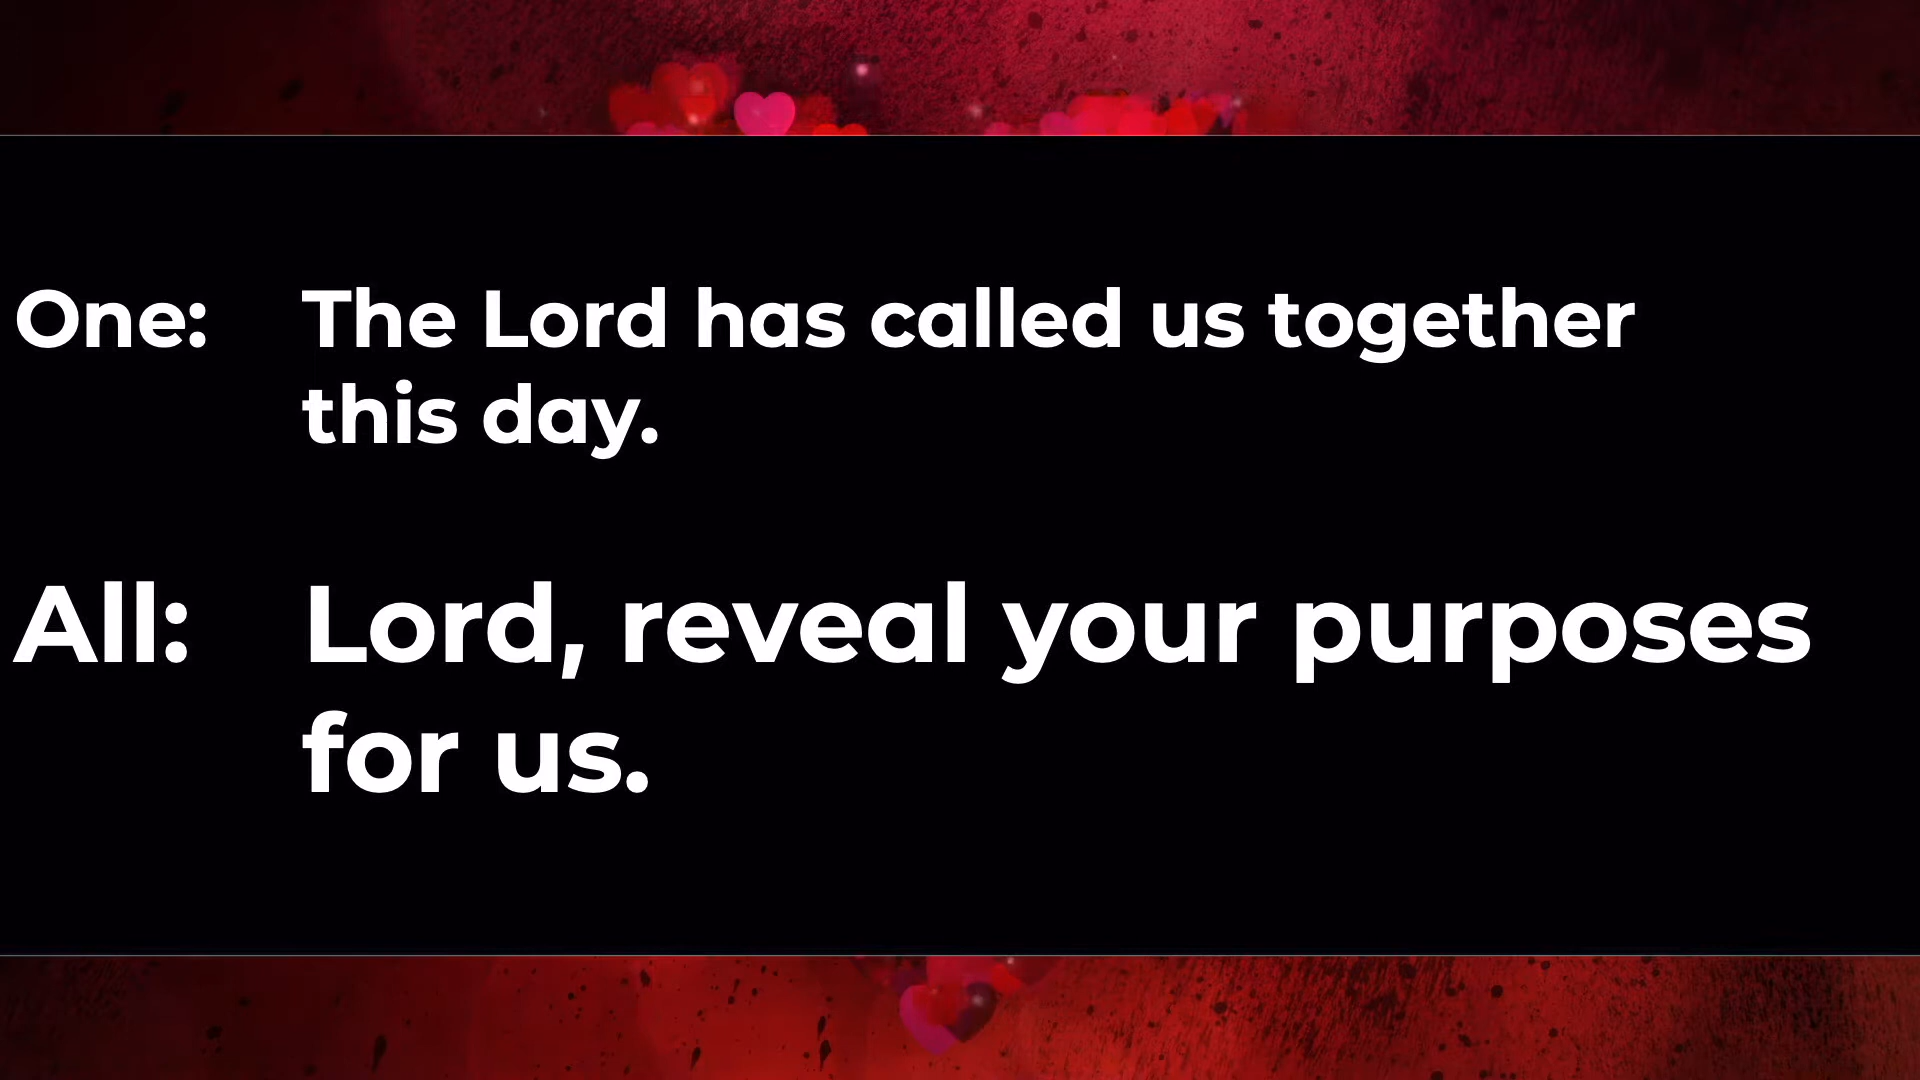 One: The Lord has called us together
this day.
All: Lord, reveal your purposes
for us.